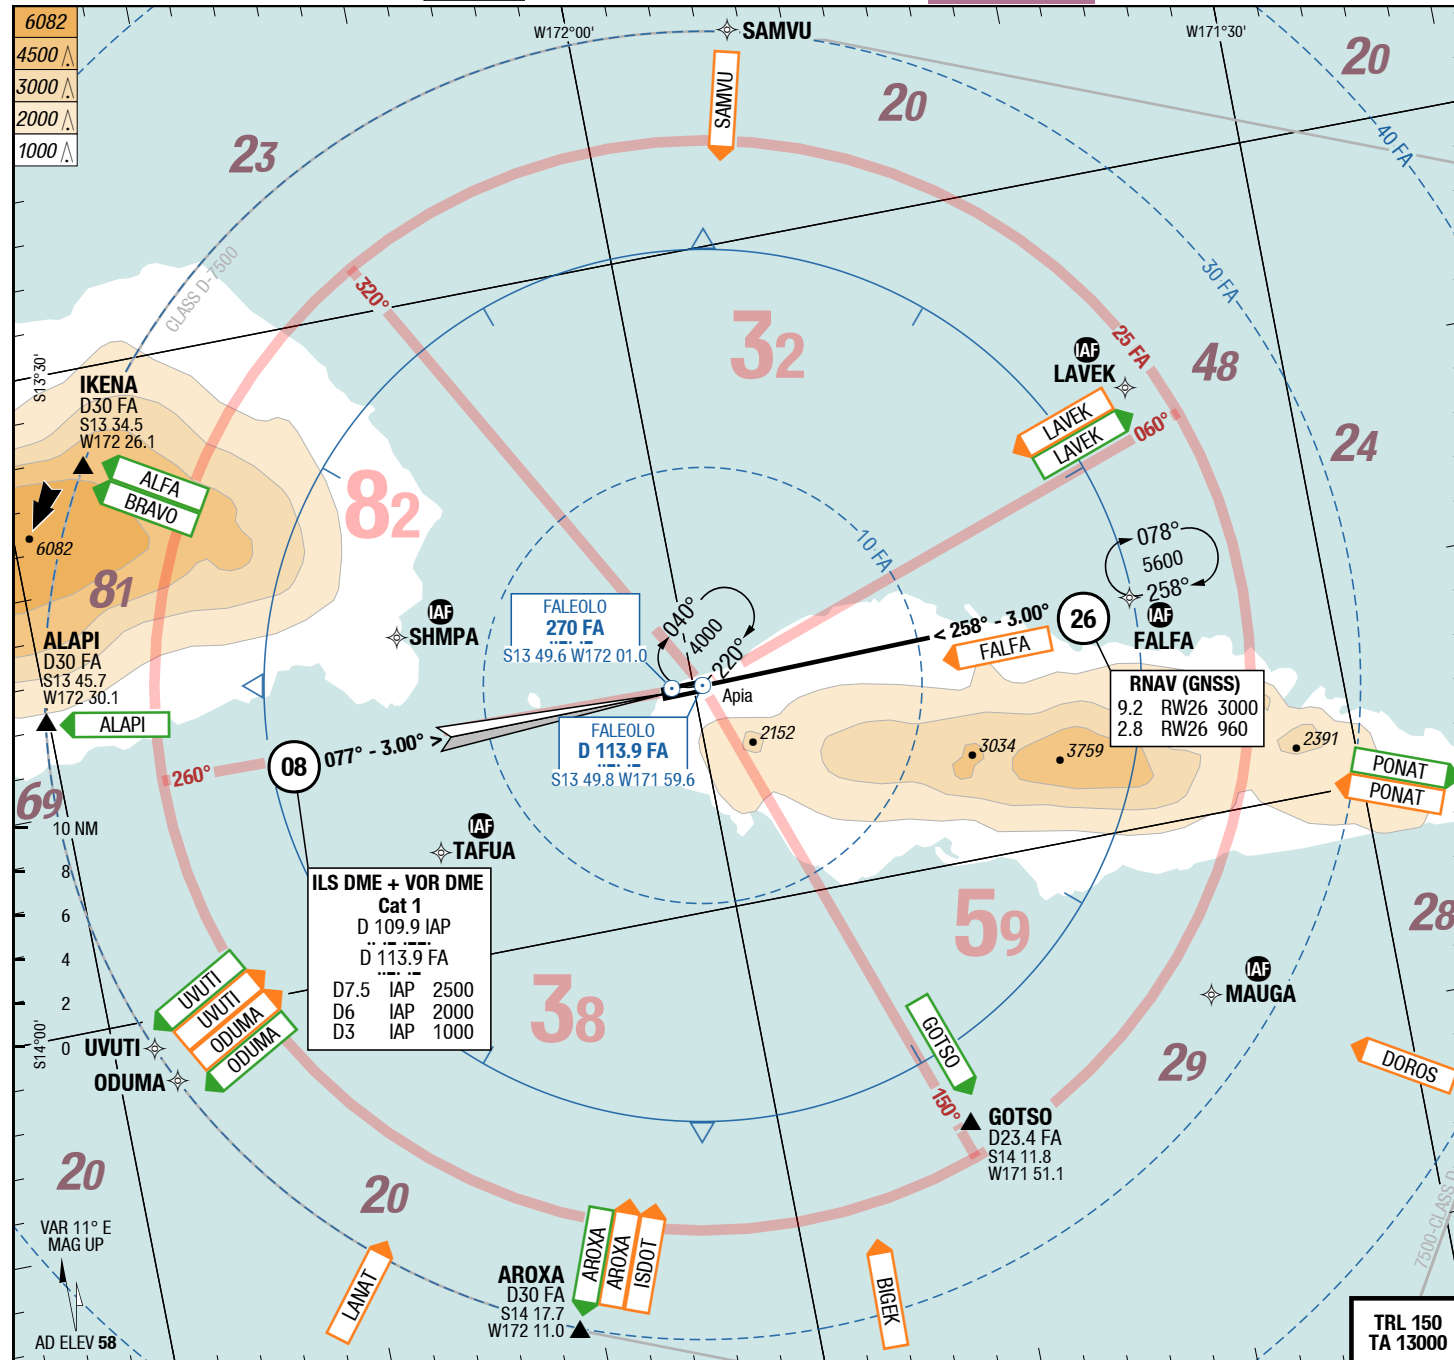 6082
4500
3000
2000
1000
W172°00'
SAMVU
W171°30'
20
20
SAMVU
23
40 FA
CLASS D-7500
30 FA
320°
32
25 FA
IAF
LAVEK
48
S13°30'
IKENA
D30 FA
S13 34.5
W172 26.1
LAVEK
LAVEK
060°
24
ALFA
BRAVO
82
6082
10 FA
078°
5600
258°
81
FALEOLO
270 FA
S13 49.6 W172 01.0
040°
4000
220°
IAF
SHMPA
< 258° - 3.00°
26
IAF
FALFA
FALFA
ALAPI
D30 FA
S13 45.7
W172 30.1
ALAPI
Apia
RNAV (GNSS)
9.2 RW26 3000
2.8 RW26 960
FALEOLO
D 113.9 FA
S13 49.8 W171 59.6
2152
3034
3759
2391
08
077° - 3.00° >
260°
PONAT
PONAT
69
10 NM
8
6
4
2
0
IAF
TAFUA
ILS DME + VOR DME
Cat 1
D 109.9 IAP
D 113.9 FA
D7.5 IAP 2500
D6 IAP 2000
D3 IAP 1000
59
28
IAF
MAUGA
38
UVUTI
UVUTI
ODUMA
ODUMA
S14°00'
UVUTI
ODUMA
GOTSO
150°
GOTSO
D23.4 FA
S14 11.8
W171 51.1
29
DOROS
20
20
VAR 11° E
MAG UP
AD ELEV 58
LANAT
AROXA
D30 FA
S14 17.7
W172 11.0
AROXA
AROXA
ISDOT
BIGEK
7500-CLASS D
TRL 150
TA 13000